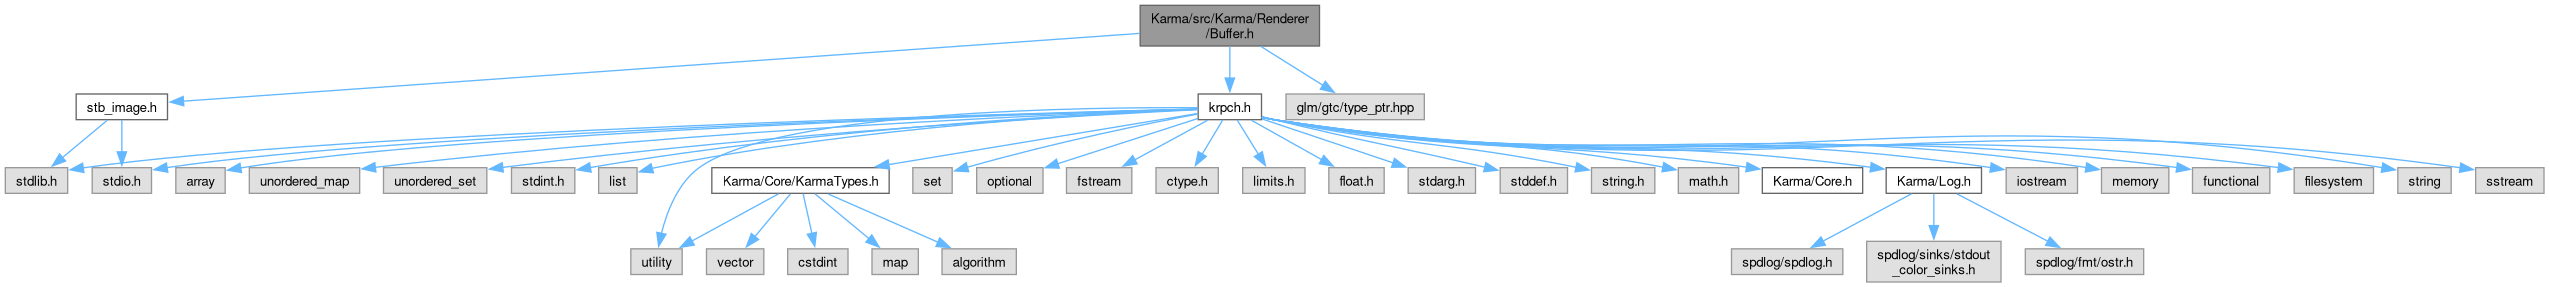 Karma/src/Karma/Renderer
/Buffer.h
stb_image.h
krpch.h
glm/gtc/type_ptr.hpp
stdlib.h
stdio.h
array
unordered_map
unordered_set
stdint.h
list
Karma/Core/KarmaTypes.h
set
optional
fstream
ctype.h
limits.h
float.h
stdarg.h
stddef.h
string.h
math.h
Karma/Core.h
Karma/Log.h
iostream
memory
functional
filesystem
string
sstream
utility
vector
cstdint
map
algorithm
spdlog/spdlog.h
spdlog/sinks/stdout
_color_sinks.h
spdlog/fmt/ostr.h